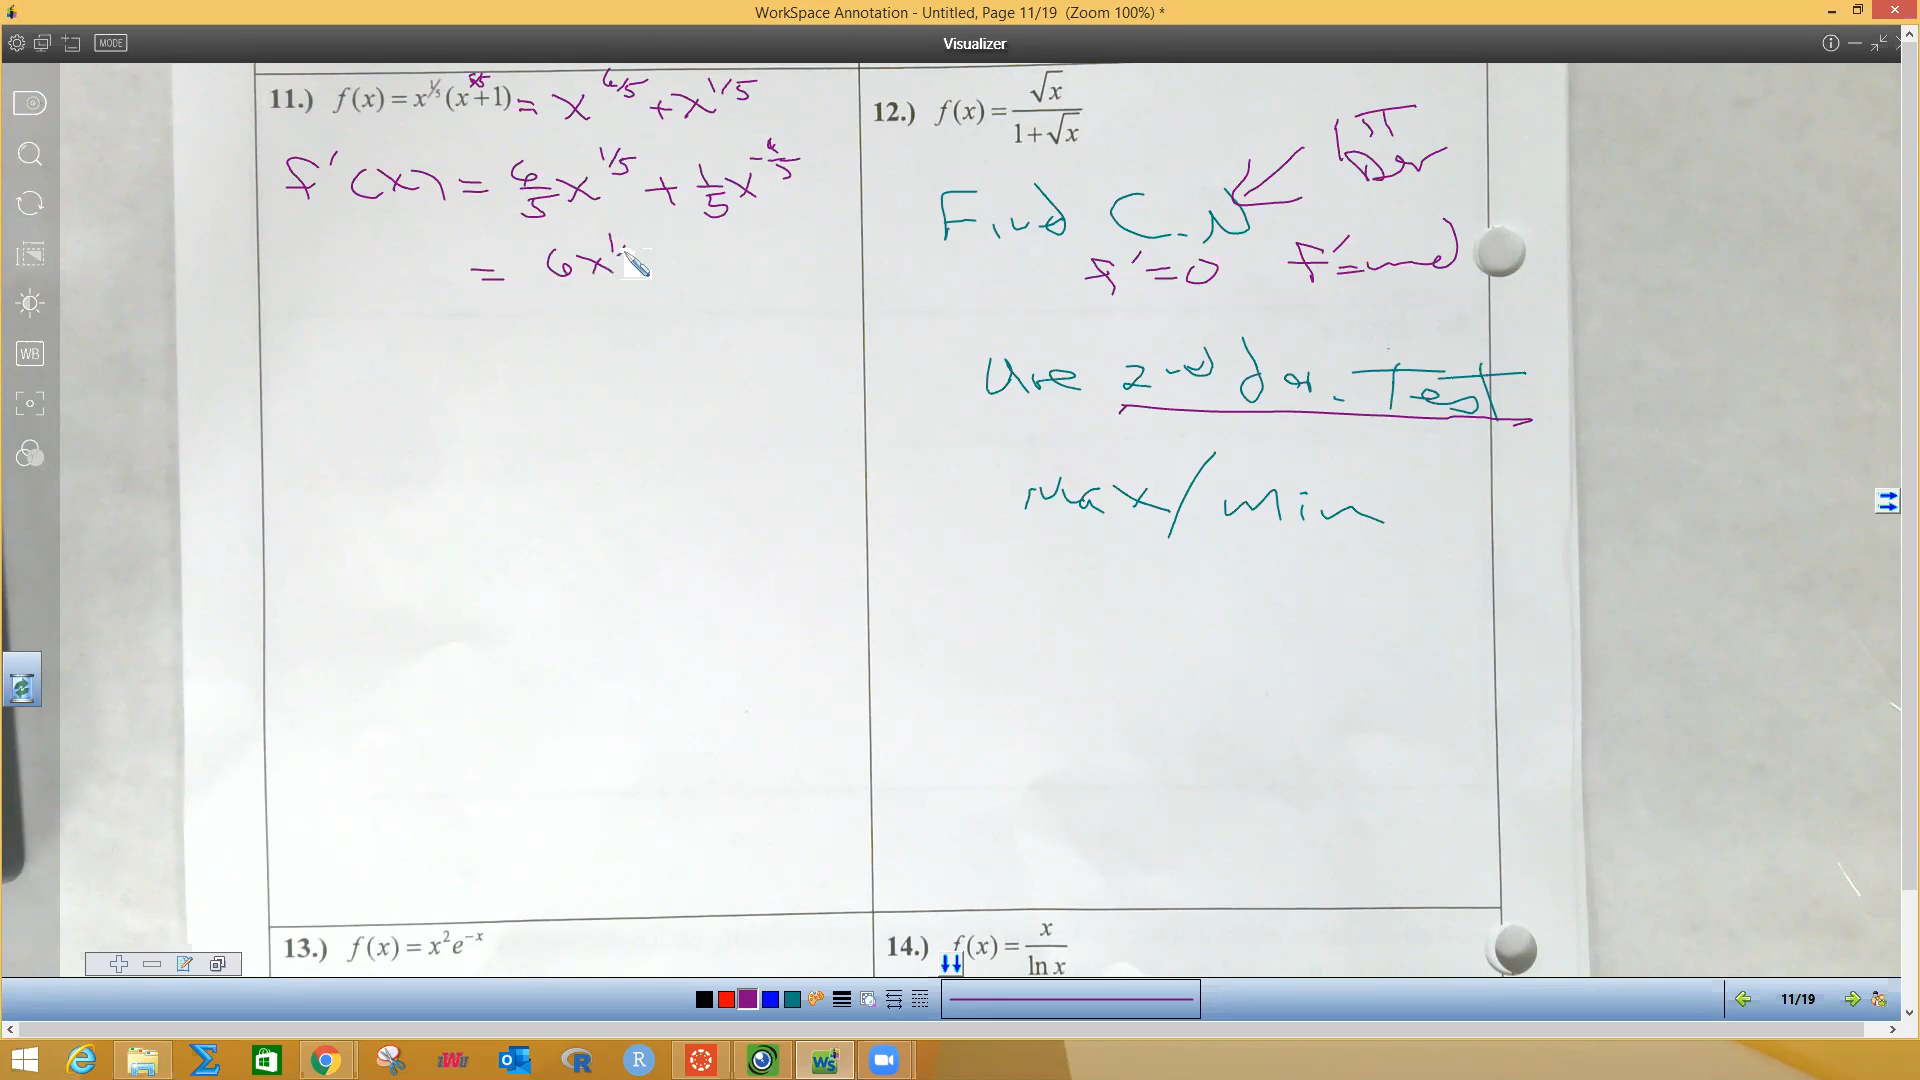 WorkSpace Annotation - Untitled, Page 11/19 (Zoom 100%) *
MODE
Visualizer
11.) f(x) = x^{1/5}(x+1) = x^{6/5} + x^{1/5}
f'(x) = 6/5 x^{1/5} + 1/5 x^{-4/5}
= 6x^{1/
12.) f(x) = √x / (1+√x)
1st Der
Find C.N
f' = 0 f' = und
Use 2nd der. Test
Max/min
WB
13.) f(x) = x²e^{-x}
14.) f(x) = x / ln x
11/19